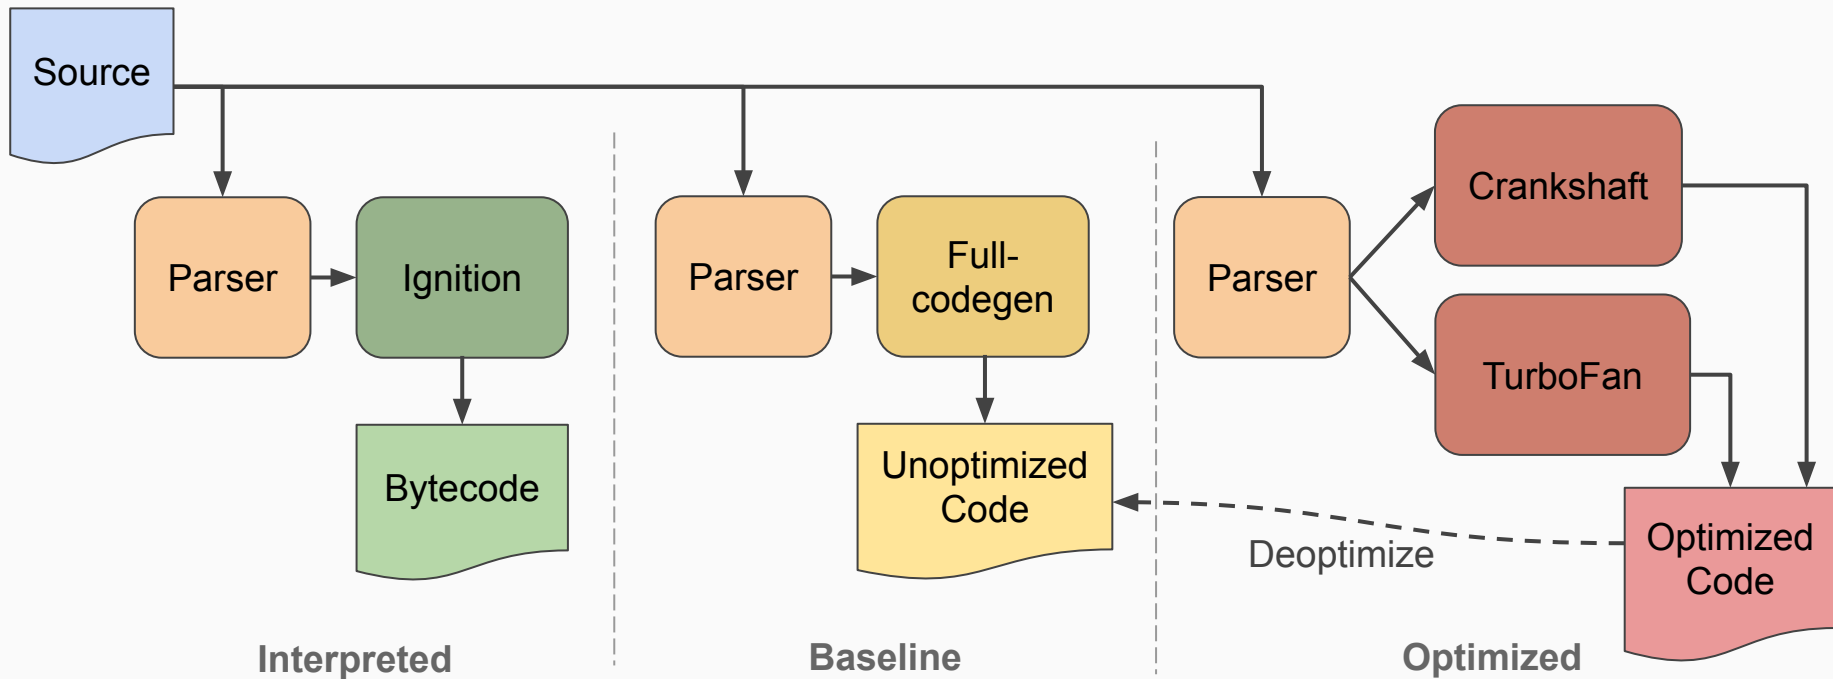 Source
Parser
Ignition
Bytecode
Interpreted
Parser
Full-
codegen
Unoptimized
Code
Baseline
Parser
Crankshaft
TurboFan
Deoptimize
Optimized
Code
Optimized